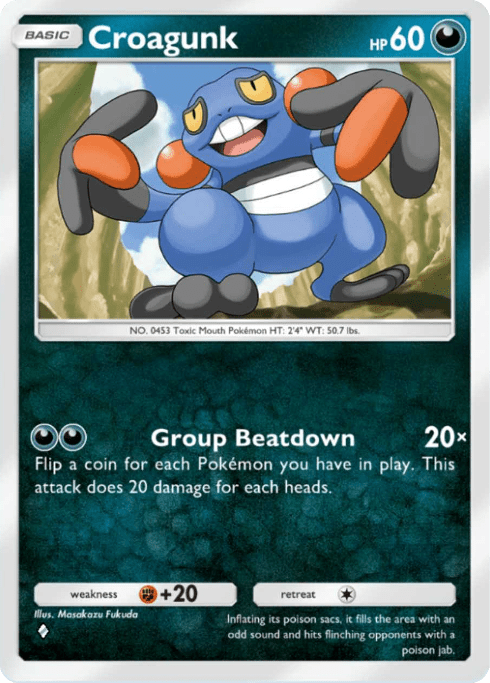 BASIC Croagunk HP60
NO. 0453 Toxic Mouth Pokémon HT: 2'4" WT: 50.7 lbs.
Group Beatdown 20×
Flip a coin for each Pokémon you have in play. This
attack does 20 damage for each heads.
weakness +20 retreat
Illus. Masakazu Fukuda
Inflating its poison sacs, it fills the area with an
odd sound and hits flinching opponents with a
poison jab.